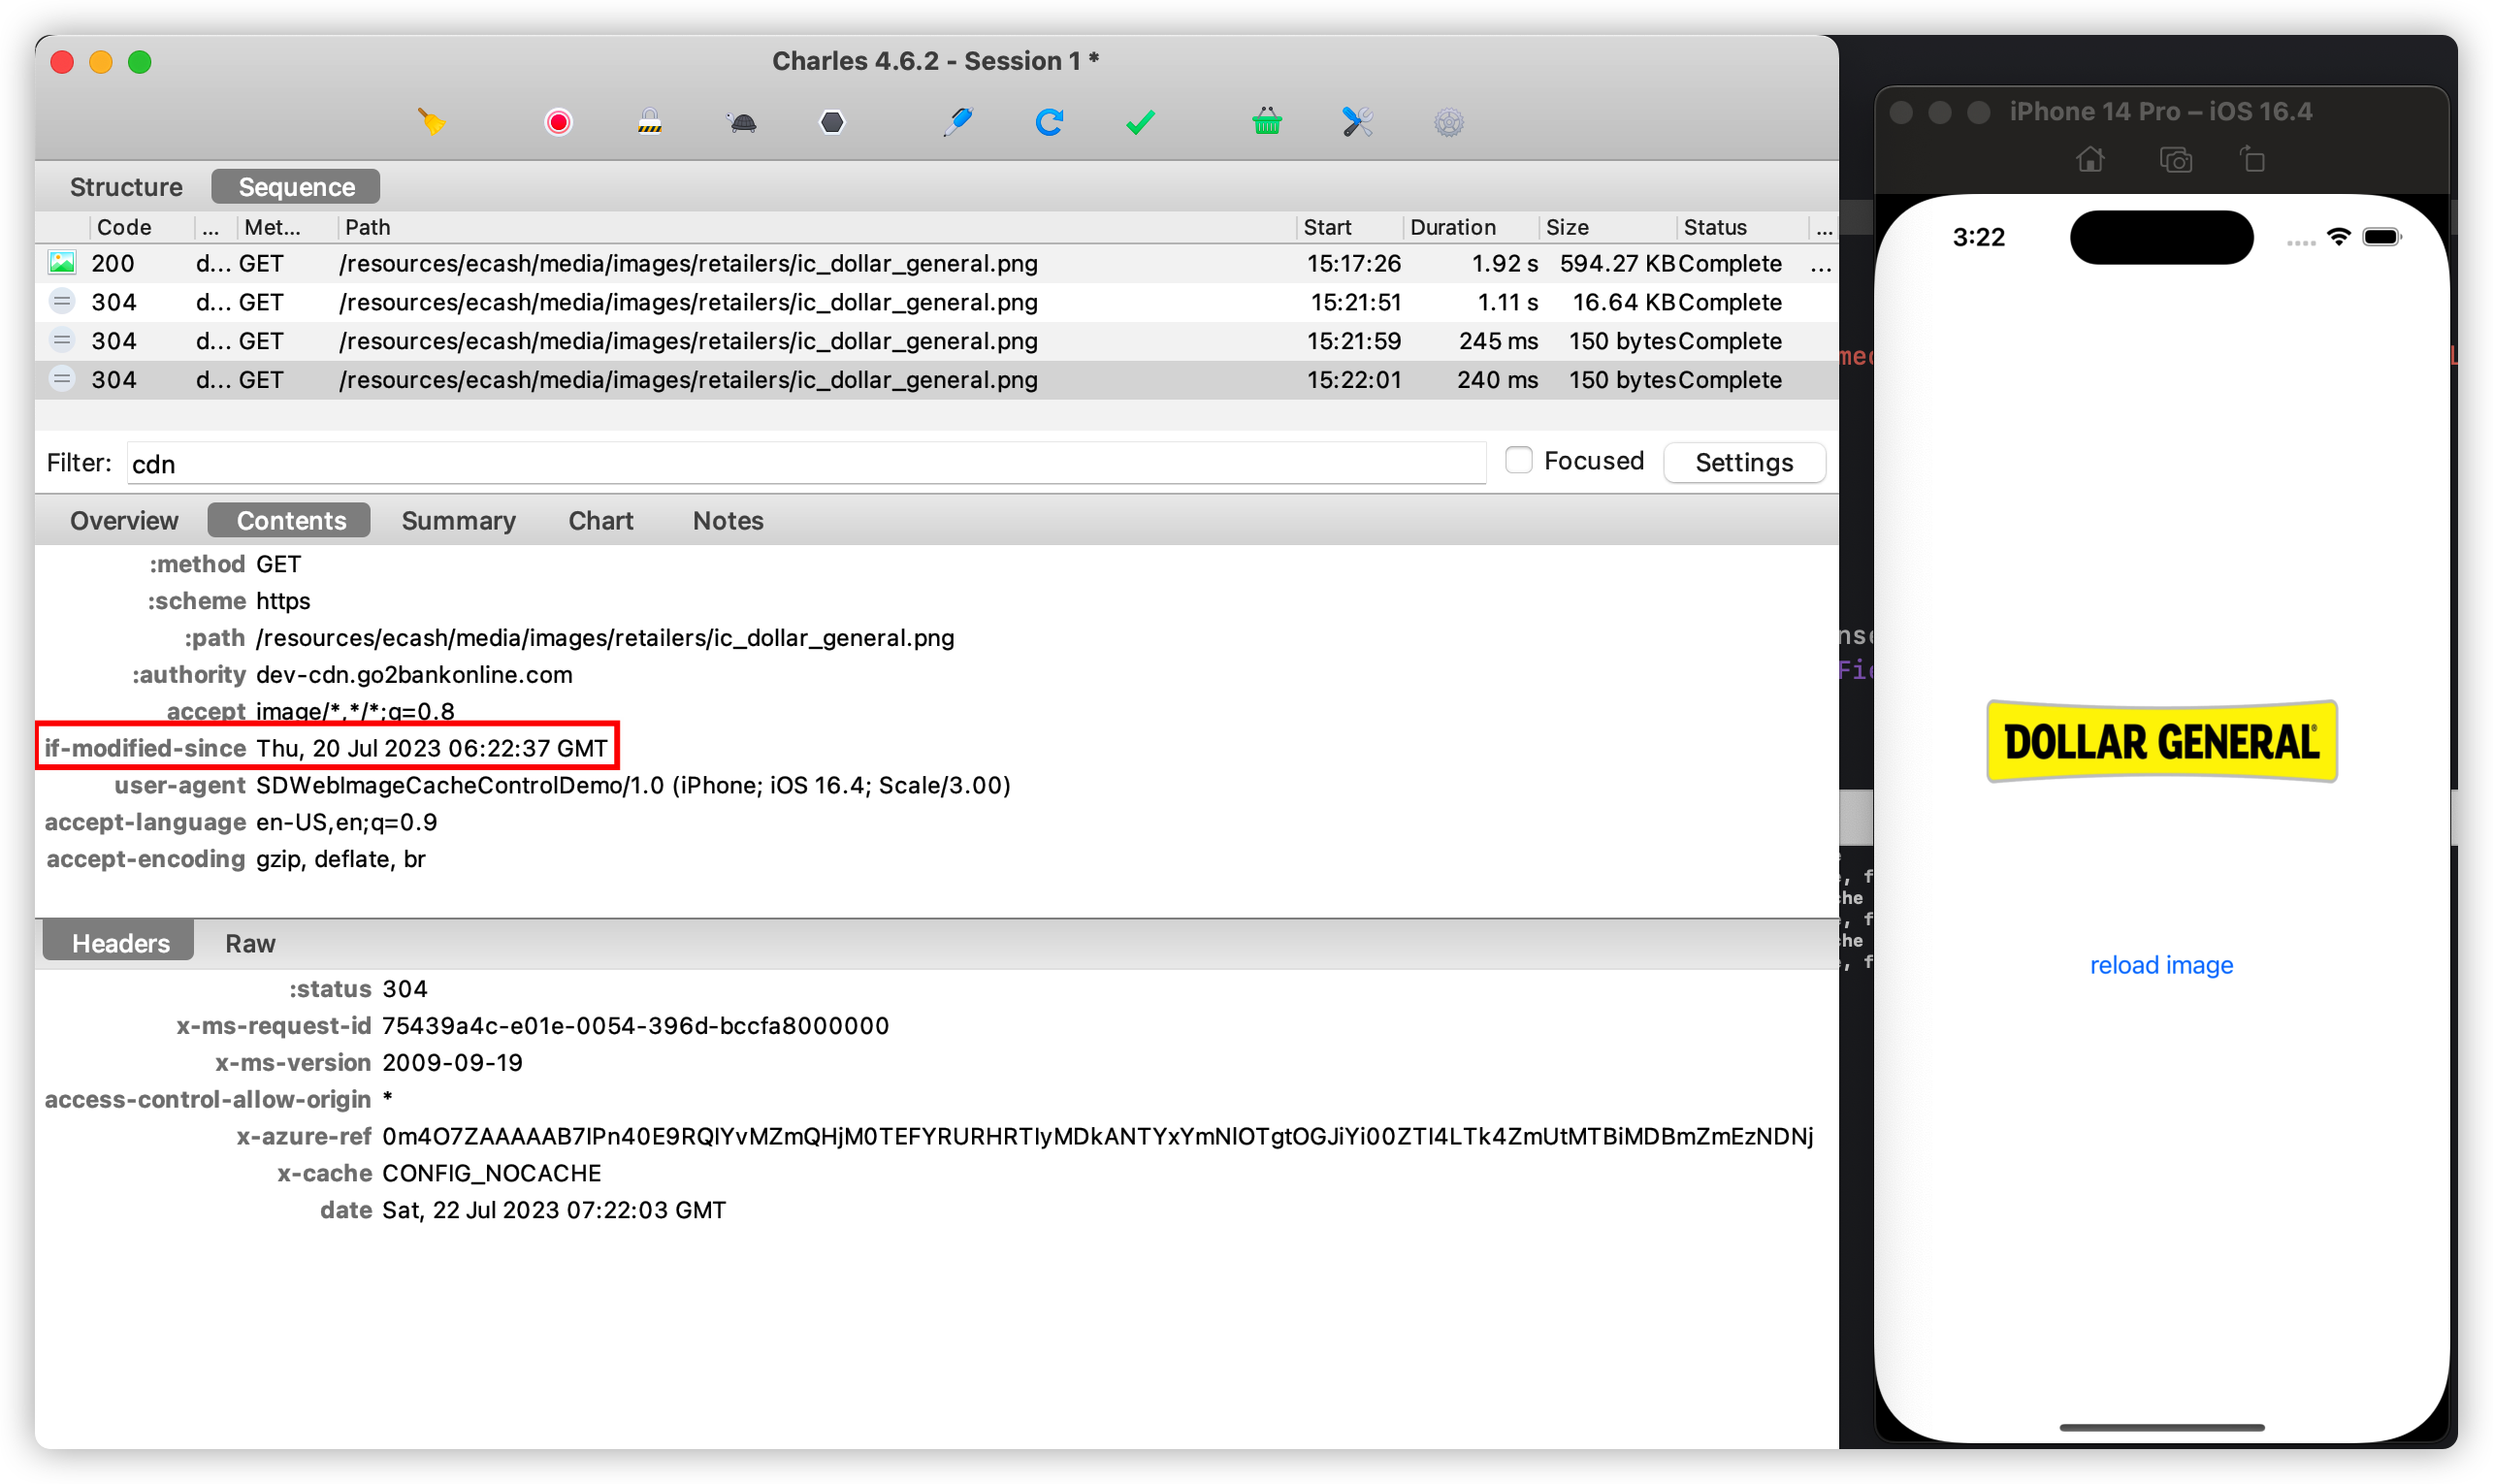 Charles 4.6.2 - Session 1 *
Structure Sequence
Code ... Met... Path Start Duration Size Status ...
200 d... GET /resources/ecash/media/images/retailers/ic_dollar_general.png 15:17:26 1.92 s 594.27 KB Complete ...
304 d... GET /resources/ecash/media/images/retailers/ic_dollar_general.png 15:21:51 1.11 s 16.64 KB Complete
304 d... GET /resources/ecash/media/images/retailers/ic_dollar_general.png 15:21:59 245 ms 150 bytes Complete
304 d... GET /resources/ecash/media/images/retailers/ic_dollar_general.png 15:22:01 240 ms 150 bytes Complete
Filter: cdn Focused Settings
Overview Contents Summary Chart Notes
:method GET
:scheme https
:path /resources/ecash/media/images/retailers/ic_dollar_general.png
:authority dev-cdn.go2bankonline.com
accept image/*,*/*;q=0.8
if-modified-since Thu, 20 Jul 2023 06:22:37 GMT
user-agent SDWebImageCacheControlDemo/1.0 (iPhone; iOS 16.4; Scale/3.00)
accept-language en-US,en;q=0.9
accept-encoding gzip, deflate, br
Headers Raw
:status 304
x-ms-request-id 75439a4c-e01e-0054-396d-bccfa8000000
x-ms-version 2009-09-19
access-control-allow-origin *
x-azure-ref 0m4O7ZAAAAAB7IPn40E9RQIYvMZmQHjM0TEFYRURHRTIyMDkANTYxYmNlOTgtOGJiYi00ZTI4LTk4ZmUtMTBiMDBmZmEzNDNj
x-cache CONFIG_NOCACHE
date Sat, 22 Jul 2023 07:22:03 GMT
iPhone 14 Pro – iOS 16.4
3:22
DOLLAR GENERAL®
reload image